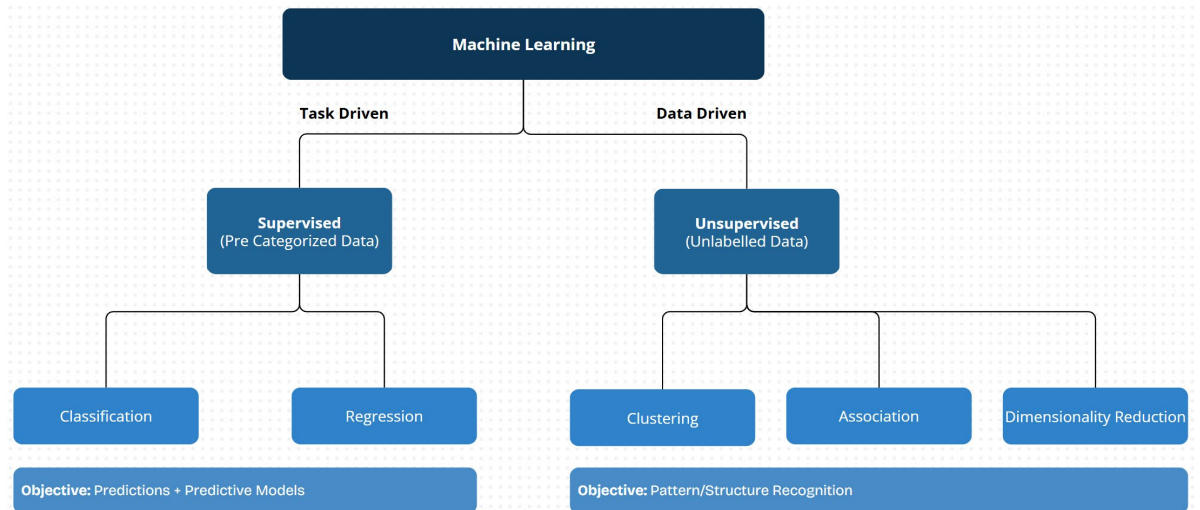 Machine Learning
Task Driven
Data Driven
Supervised
(Pre Categorized Data)
Unsupervised
(Unlabelled Data)
Classification
Regression
Clustering
Association
Dimensionality Reduction
Objective: Predictions + Predictive Models
Objective: Pattern/Structure Recognition